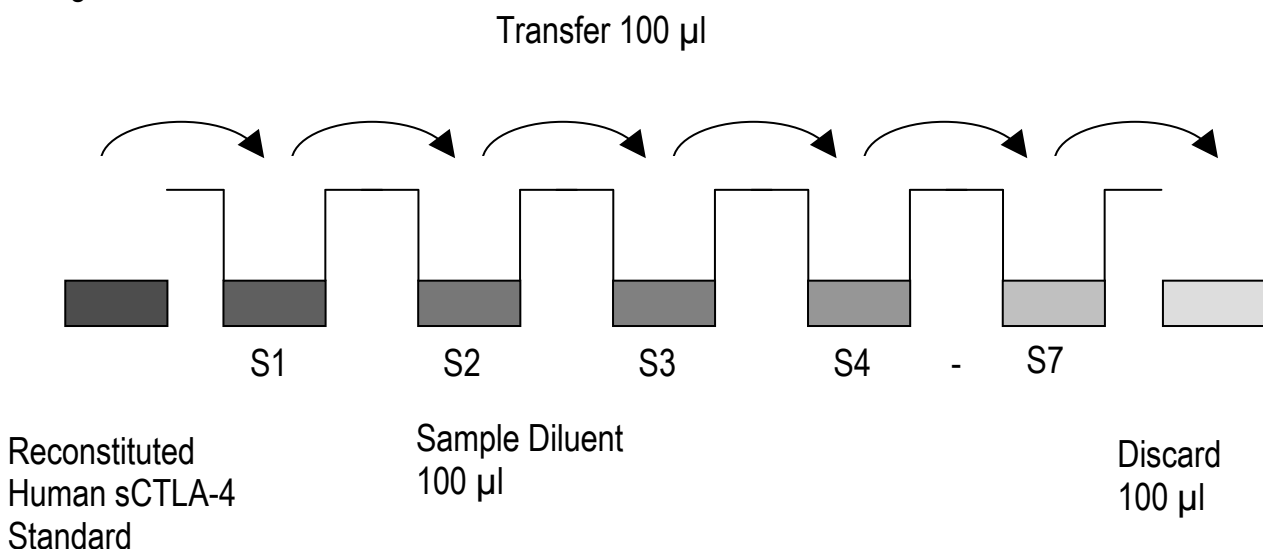 Transfer 100 µl
S1 S2 S3 S4 - S7
Reconstituted
Human sCTLA-4
Standard
Sample Diluent
100 µl
Discard
100 µl